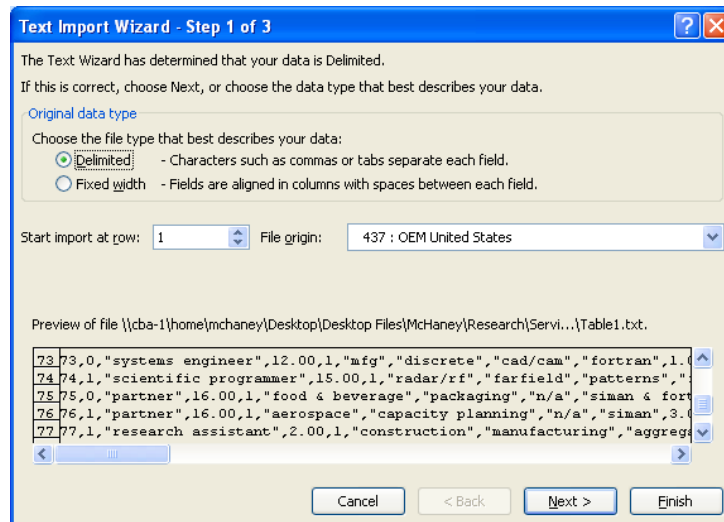 Text Import Wizard - Step 1 of 3
The Text Wizard has determined that your data is Delimited.
If this is correct, choose Next, or choose the data type that best describes your data.
Original data type
Choose the file type that best describes your data:
Delimited - Characters such as commas or tabs separate each field.
Fixed width - Fields are aligned in columns with spaces between each field.
Start import at row: 1 File origin: 437 : OEM United States
Preview of file \\cba-1\home\mchaney\Desktop\Desktop Files\McHaney\Research\Servi...\Table1.txt.
73 73,0,"systems engineer",12.00,1,"mfg","discrete","cad/cam","fortran",1.0
74 74,1,"scientific programmer",15.00,1,"radar/rf","farfield","patterns","
75 75,0,"partner",16.00,1,"food & beverage","packaging","n/a","siman & fort
76 76,1,"partner",16.00,1,"aerospace","capacity planning","n/a","siman",3.0
77 77,1,"research assistant",2.00,1,"construction","manufacturing","aggrega
Cancel < Back Next > Finish